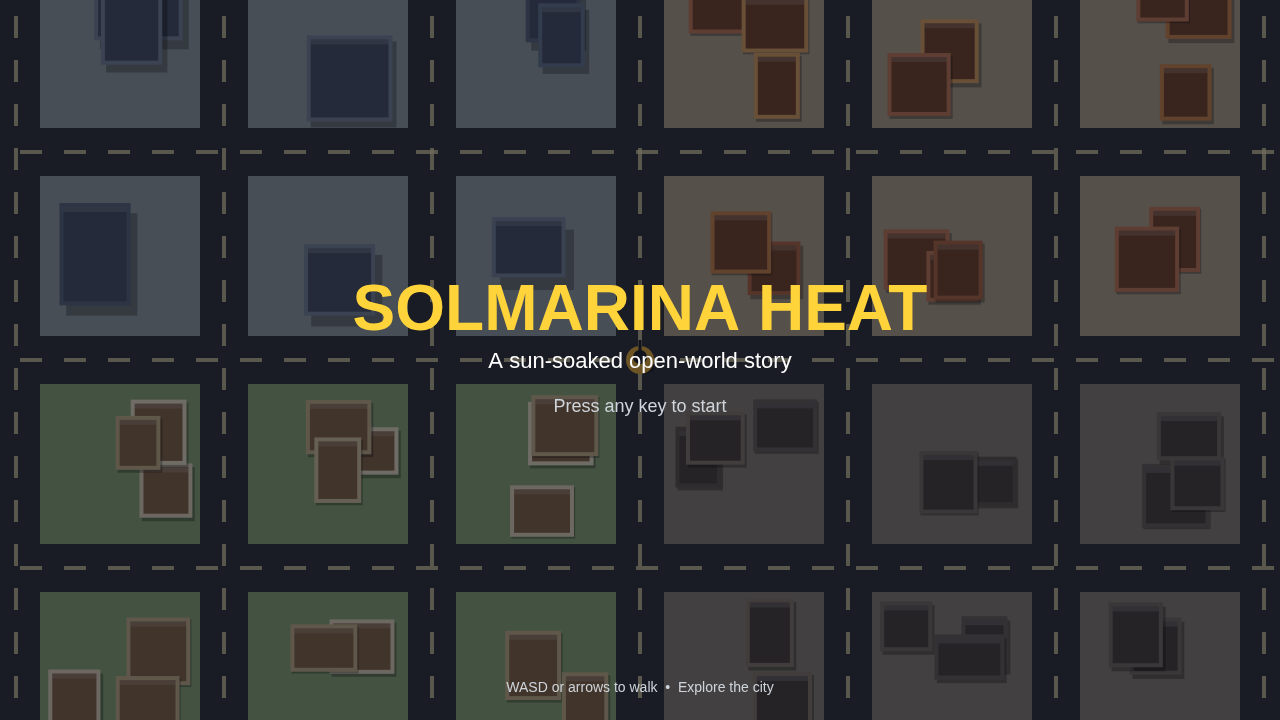 SOLMARINA HEAT
A sun-soaked open-world story
Press any key to start
WASD or arrows to walk • Explore the city